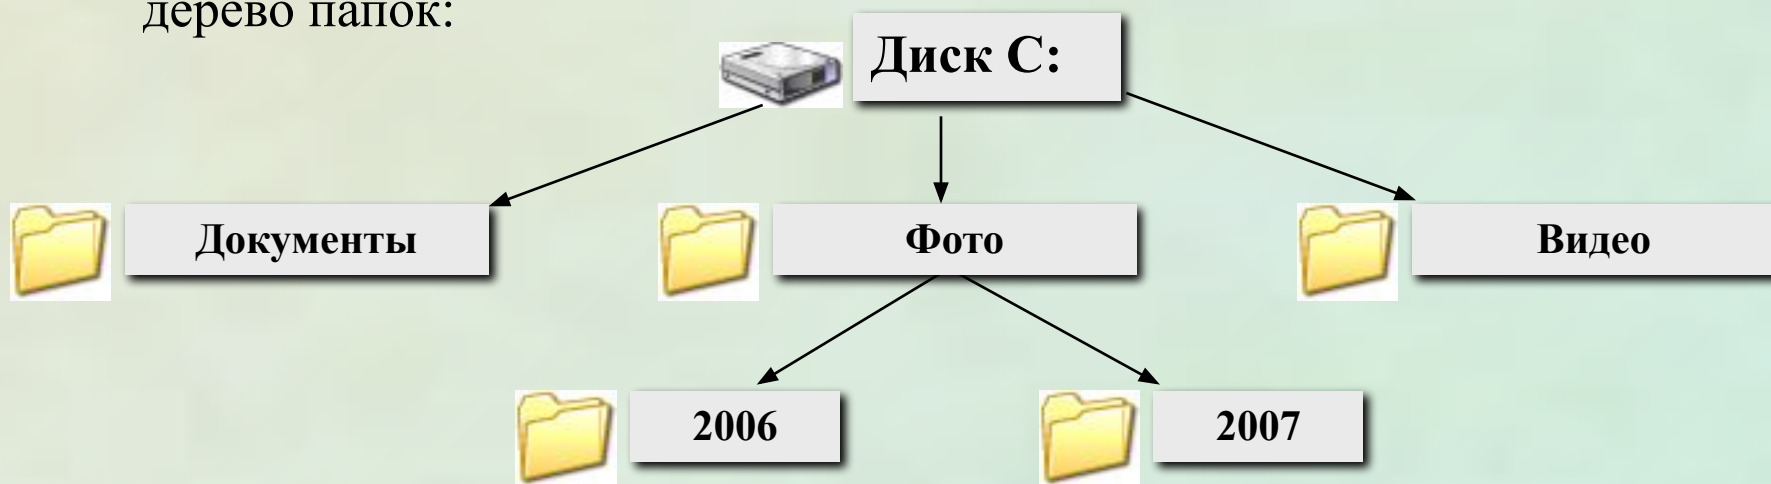 дерево папок:
Диск C:
Документы
Фото
Видео
2006
2007